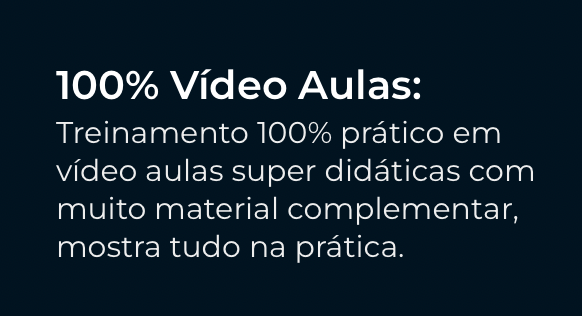 100% Vídeo Aulas:
Treinamento 100% prático em
vídeo aulas super didáticas com
muito material complementar,
mostra tudo na prática.